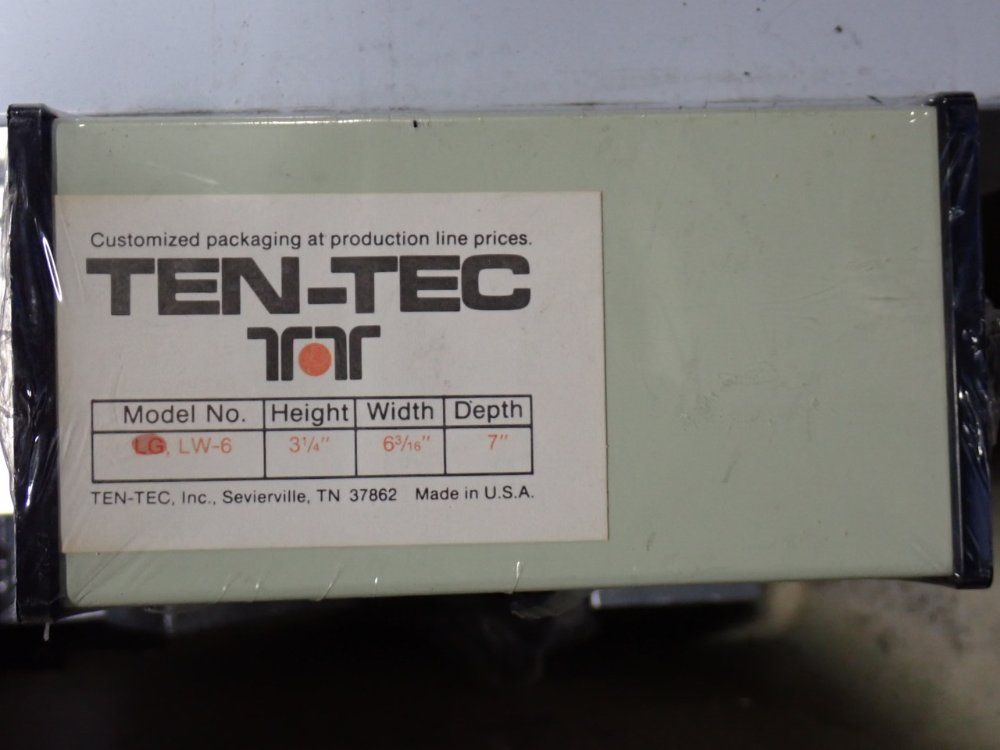 Customized packaging at production line prices.
TEN-TEC
Model No. Height Width Depth
LG, LW-6 3¼" 6³⁄₁₆" 7"
TEN-TEC, Inc., Sevierville, TN 37862 Made in U.S.A.